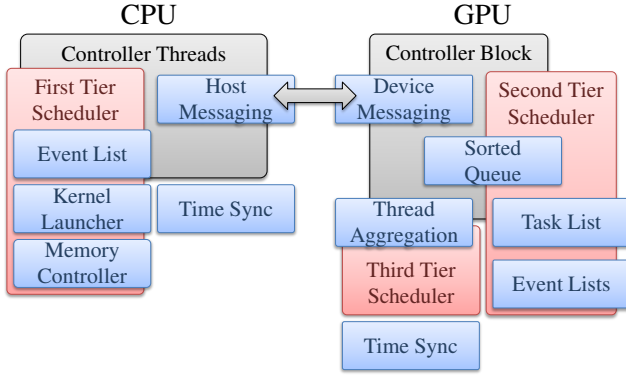 CPU
Controller Threads
First Tier
Scheduler
Host
Messaging
Event List
Kernel
Launcher
Time Sync
Memory
Controller
GPU
Controller Block
Device
Messaging
Second Tier
Scheduler
Sorted
Queue
Thread
Aggregation
Task List
Third Tier
Scheduler
Event Lists
Time Sync